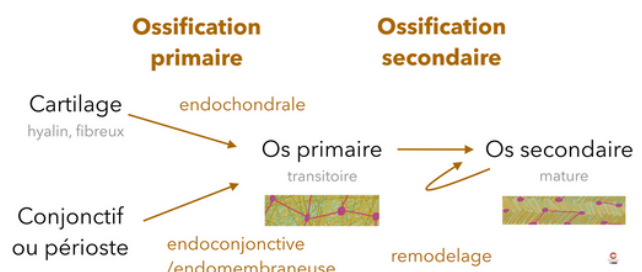 Ossification
primaire
Ossification
secondaire
Cartilage
hyalin, fibreux
endochondrale
Os primaire
transitoire
Os secondaire
mature
Conjonctif
ou périoste
endoconjonctive
/endomembraneuse
remodelage